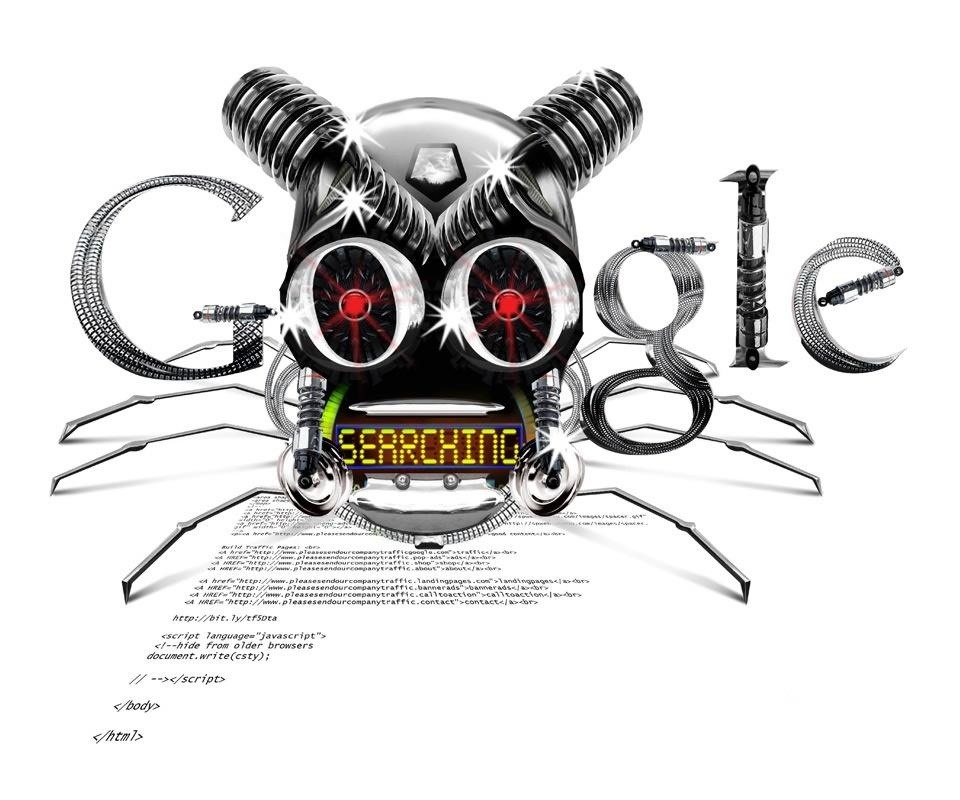 Google
SEARCHING
Build Traffic Pages: <br>
<A href="http://www.pleasesendourcompanytrafficgoogle.com">traffic</a><br>
<A HREF="http://www.pleasesendourcompanytraffic.pop-ads">ads</a><br>
<A HREF="http://www.pleasesendourcompanytraffic.shop">shop</a><br>
<A HREF="http://www.pleasesendourcompanytraffic.about">about</a><br>
<A href="http://www.pleasesendourcompanytraffic.landingpages.com">landingpages</a><br>
<A HREF="http://www.pleasesendourcompanytraffic.bannerads">bannerads</a><br>
<A HREF="http://www.pleasesendourcompanytraffic.calltoaction">calltoaction</a><br>
<A HREF="http://www.pleasesendourcompanytraffic.contact">contact</a><br>
http://bit.ly/tf5Dta
<script language="javascript">
<!--hide from older browsers
document.write(csty);
// --></script>
</body>
</html>